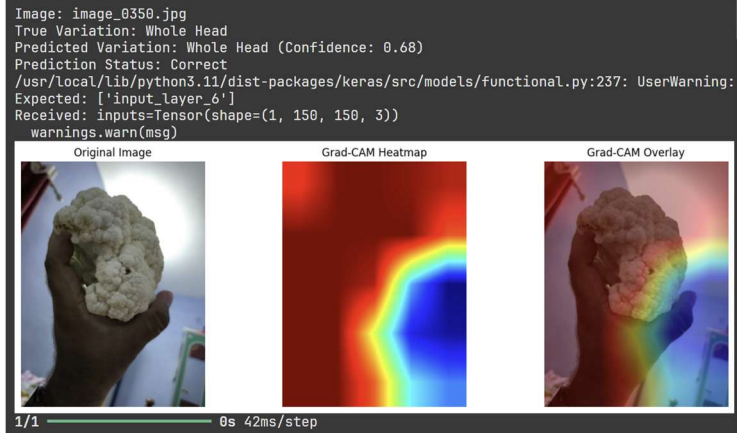 Image: image_0350.jpg
True Variation: Whole Head
Predicted Variation: Whole Head (Confidence: 0.68)
Prediction Status: Correct
/usr/local/lib/python3.11/dist-packages/keras/src/models/functional.py:237: UserWarning:
Expected: ['input_layer_6']
Received: inputs=Tensor(shape=(1, 150, 150, 3))
warnings.warn(msg)
Original Image Grad-CAM Heatmap Grad-CAM Overlay
1/1 0s 42ms/step